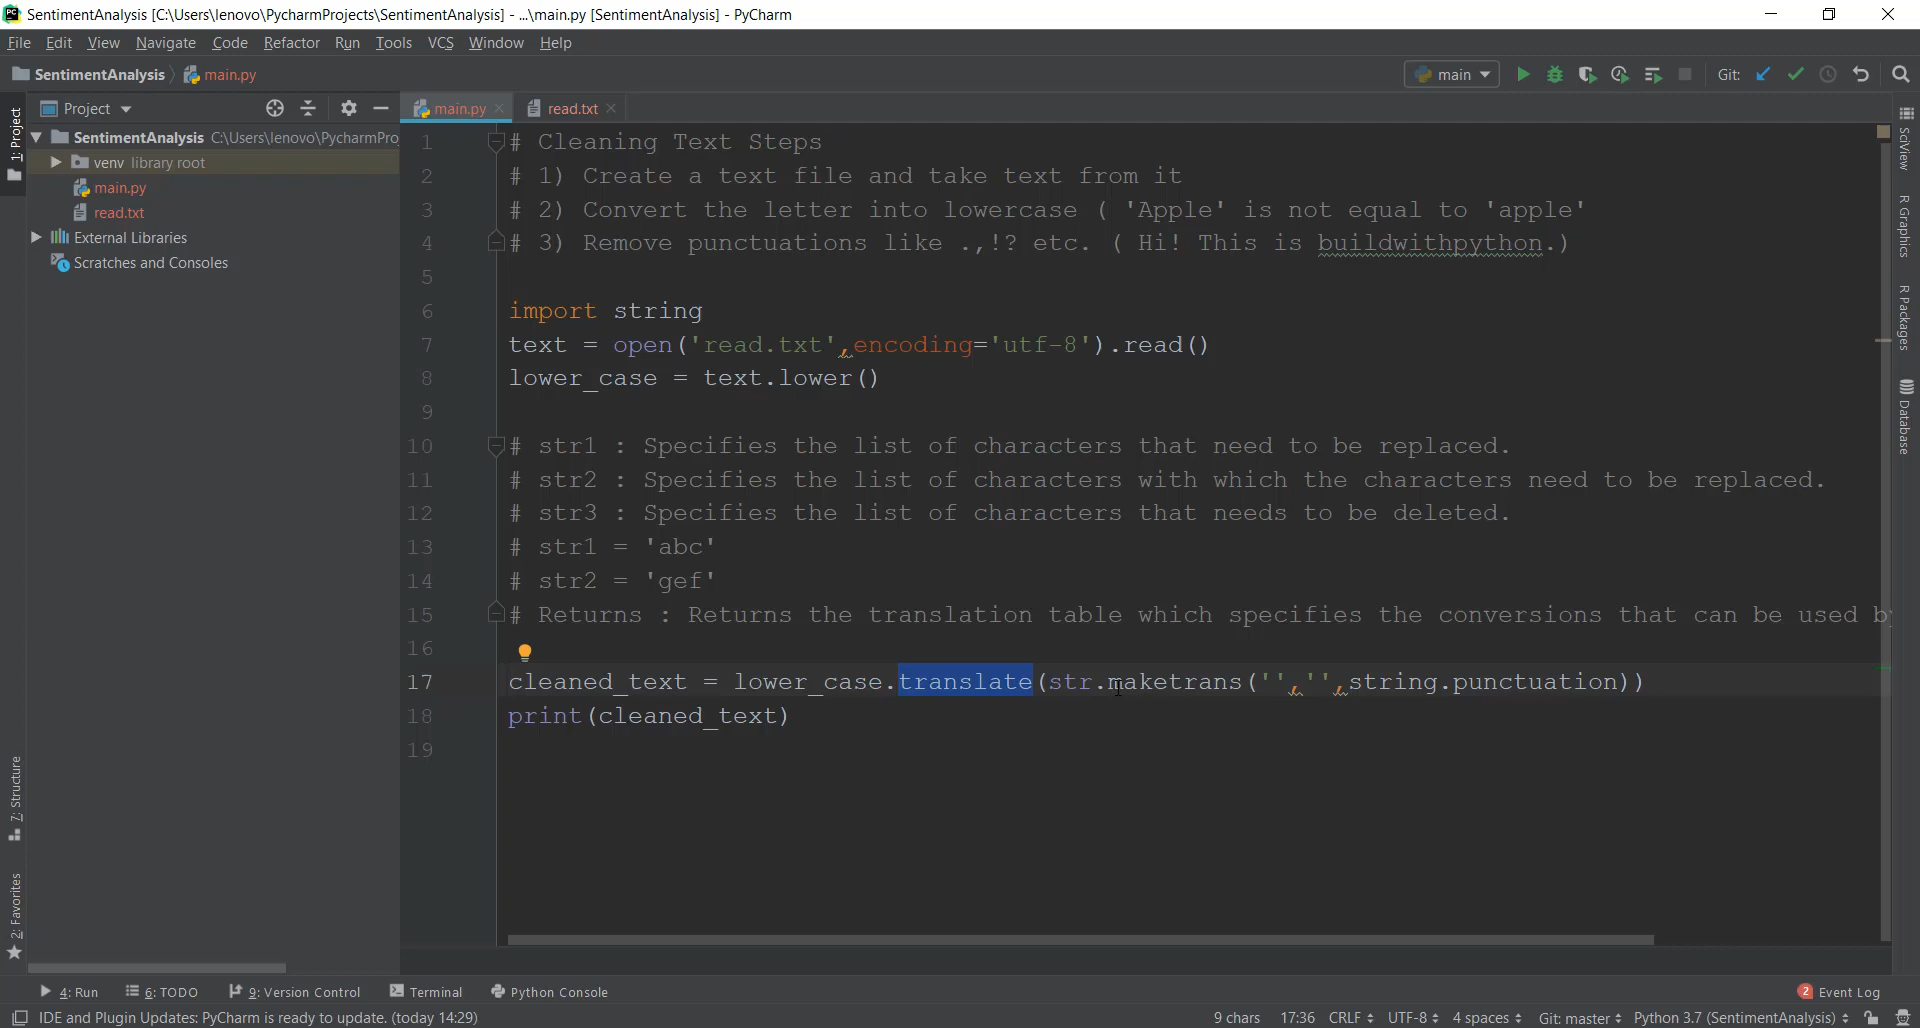 SentimentAnalysis [C:\Users\lenovo\PycharmProjects\SentimentAnalysis] - ...\main.py [SentimentAnalysis] - PyCharm
File Edit View Navigate Code Refactor Run Tools VCS Window Help
SentimentAnalysis main.py main Git:
Project main.py read.txt
1: Project
SentimentAnalysis C:\Users\lenovo\PycharmPro
venv library root
main.py
read.txt
External Libraries
Scratches and Consoles
1 # Cleaning Text Steps
2 # 1) Create a text file and take text from it
3 # 2) Convert the letter into lowercase ( 'Apple' is not equal to 'apple'
4 # 3) Remove punctuations like .,!? etc. ( Hi! This is buildwithpython.)
5
6 import string
7 text = open('read.txt',encoding='utf-8').read()
8 lower_case = text.lower()
9
10 # str1 : Specifies the list of characters that need to be replaced.
11 # str2 : Specifies the list of characters with which the characters need to be replaced.
12 # str3 : Specifies the list of characters that needs to be deleted.
13 # str1 = 'abc'
14 # str2 = 'gef'
15 # Returns : Returns the translation table which specifies the conversions that can be used b
16
17 cleaned_text = lower_case.translate(str.maketrans('','',string.punctuation))
18 print(cleaned_text)
19
SciView
R Graphics
R Packages
Database
7: Structure
2: Favorites
4: Run 6: TODO 9: Version Control Terminal Python Console 2 Event Log
IDE and Plugin Updates: PyCharm is ready to update. (today 14:29) 9 chars 17:36 CRLF UTF-8 4 spaces Git: master Python 3.7 (SentimentAnalysis)